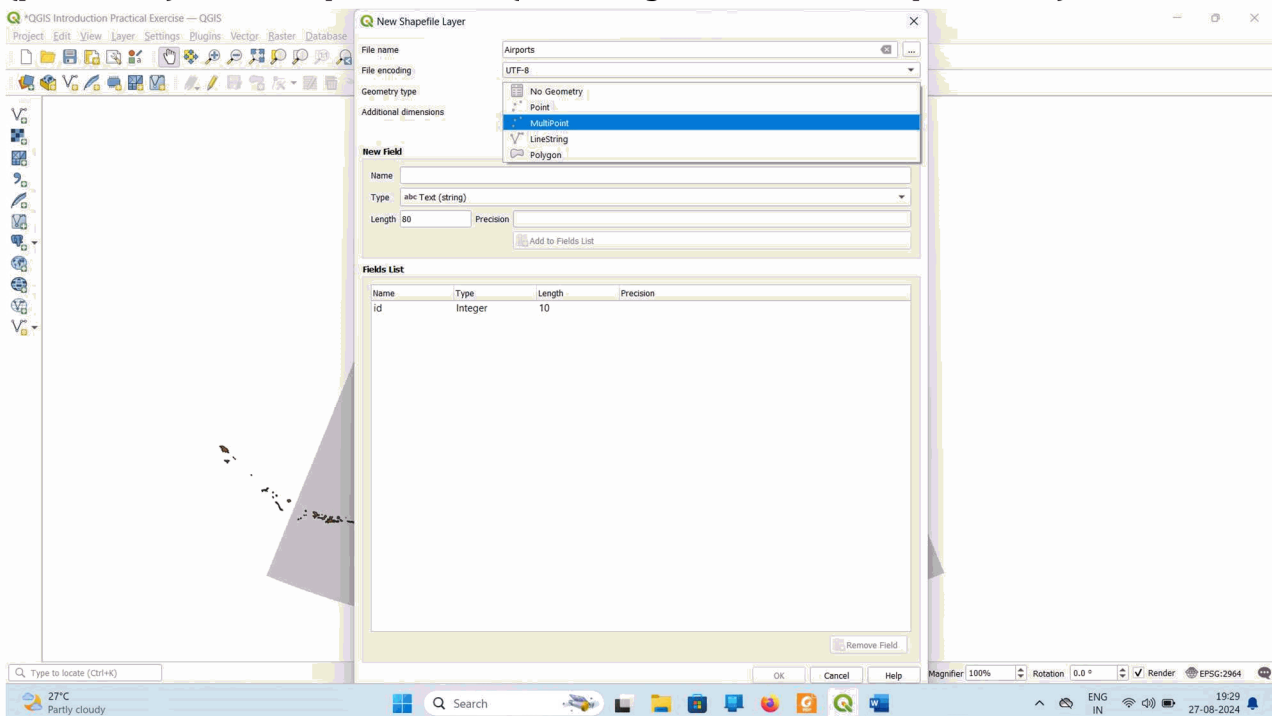 *QGIS Introduction Practical Exercise — QGIS
Project Edit View Layer Settings Plugins Vector Raster Database
New Shapefile Layer
File name Airports ...
File encoding UTF-8
Geometry type
No Geometry
Point
Additional dimensions
MultiPoint
LineString
Polygon
New Field
Name
Type abc Text (string)
Length 80 Precision
Add to Fields List
Fields List
Name Type Length Precision
id Integer 10
Remove Field
OK Cancel Help
Type to locate (Ctrl+K)
Magnifier 100% Rotation 0.0 ° Render EPSG:2964
27°C
Partly cloudy
Search
ENG
IN
19:29
27-08-2024